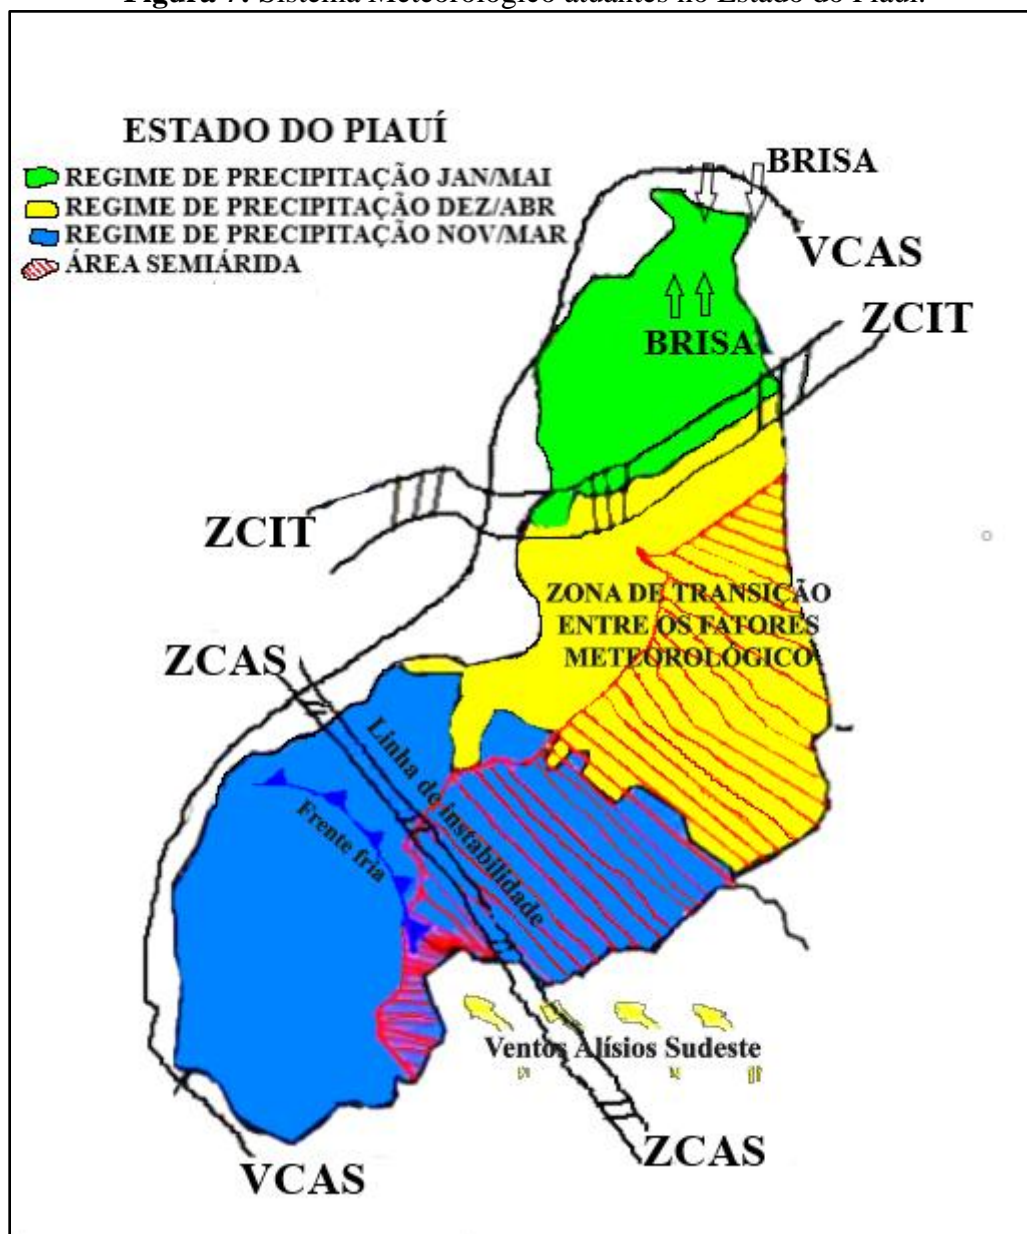 Figura 7: Sistema Meteorológico atuantes no Estado do Piauí.
ESTADO DO PIAUÍ
REGIME DE PRECIPITAÇÃO JAN/MAI
REGIME DE PRECIPITAÇÃO DEZ/ABR
REGIME DE PRECIPITAÇÃO NOV/MAR
ÁREA SEMIÁRIDA
BRISA
VCAS
ZCIT
BRISA
ZCIT
ZONA DE TRANSIÇÃO
ENTRE OS FATORES
METEOROLÓGICO
ZCAS
Linha de instabilidade
Frente fria
Ventos Alísios Sudeste
ZCAS
VCAS